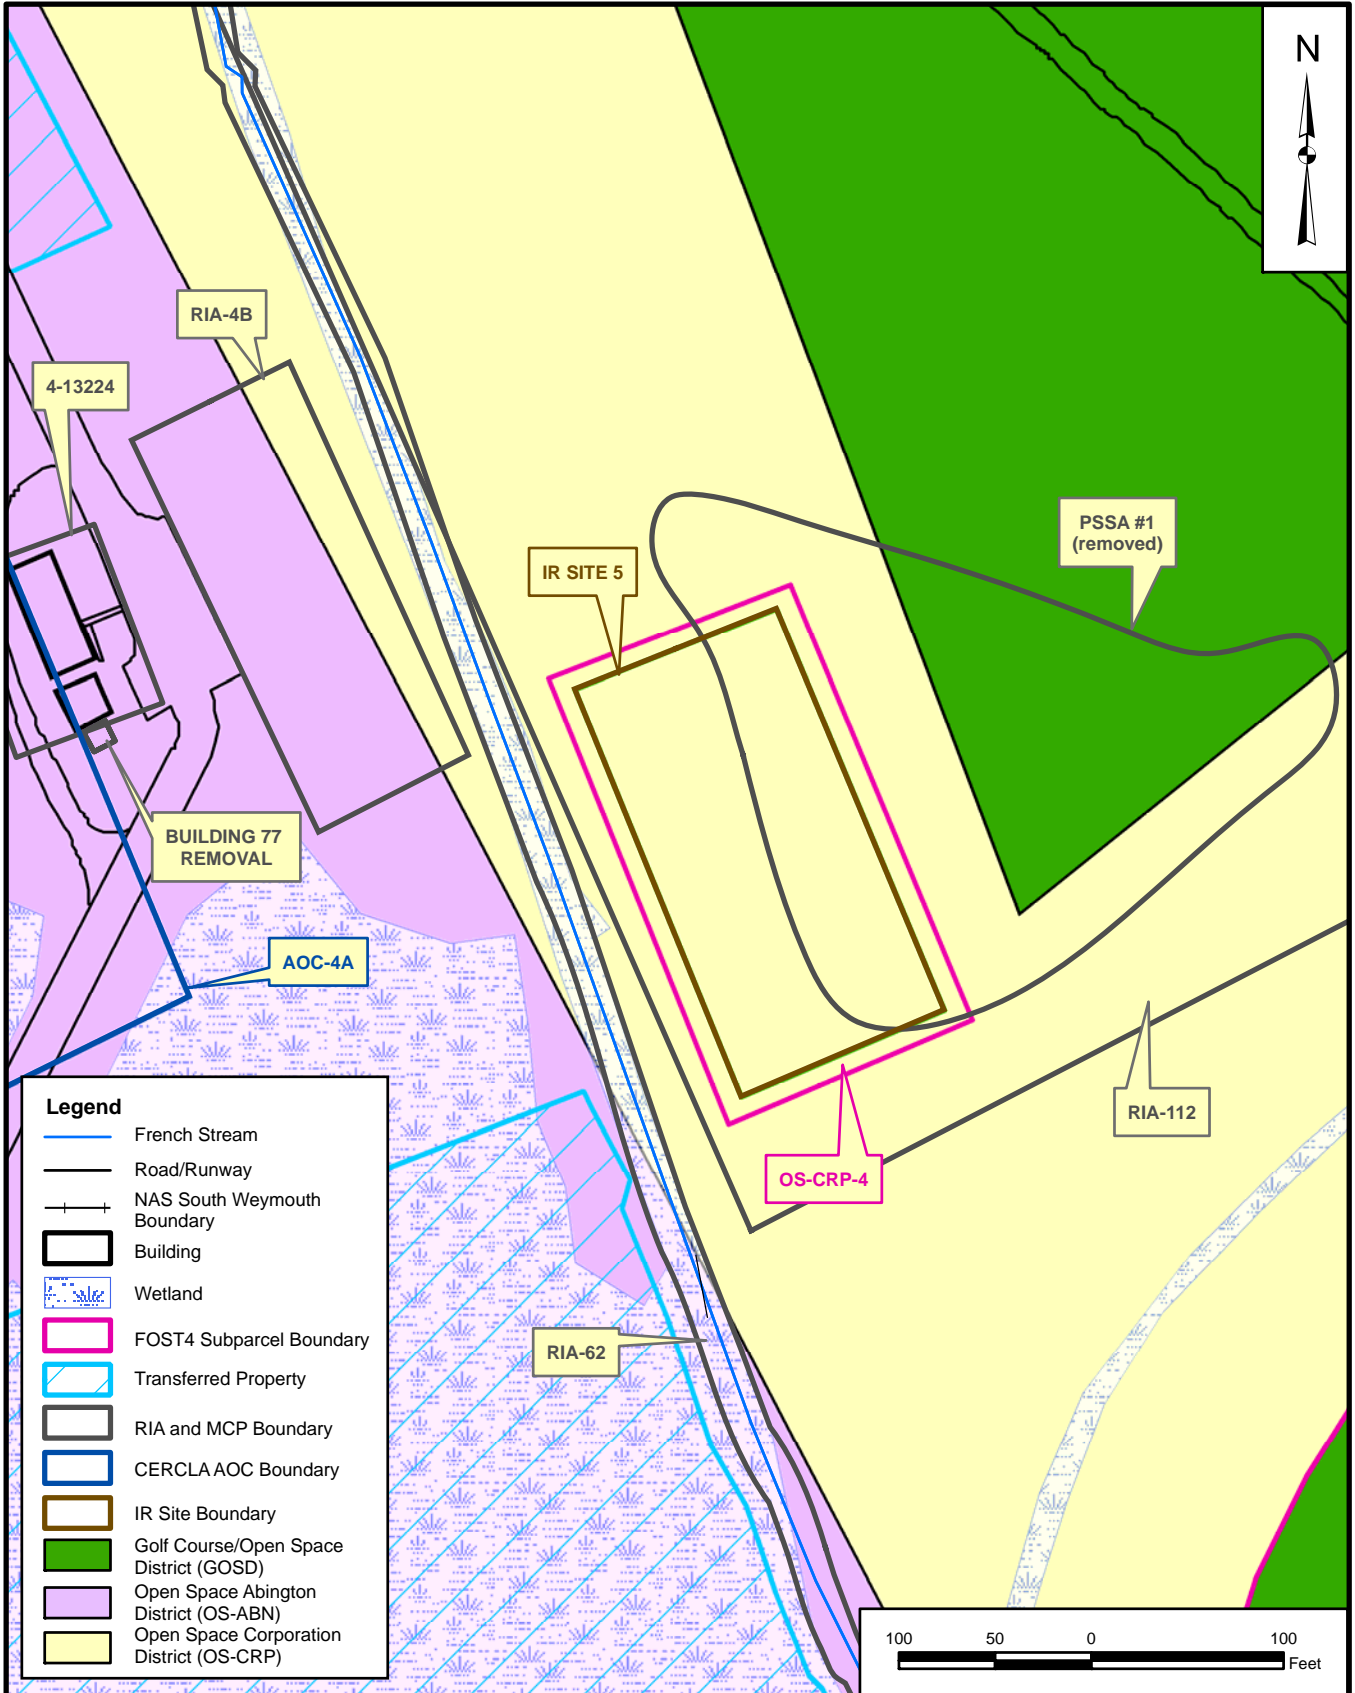 N
RIA-4B
4-13224
PSSA #1
(removed)
IR SITE 5
BUILDING 77
REMOVAL
AOC-4A
RIA-112
OS-CRP-4
RIA-62
Legend
French Stream
Road/Runway
NAS South Weymouth
Boundary
Building
Wetland
FOST4 Subparcel Boundary
Transferred Property
RIA and MCP Boundary
CERCLA AOC Boundary
IR Site Boundary
Golf Course/Open Space
District (GOSD)
Open Space Abington
District (OS-ABN)
Open Space Corporation
District (OS-CRP)
100 50 0 100
Feet